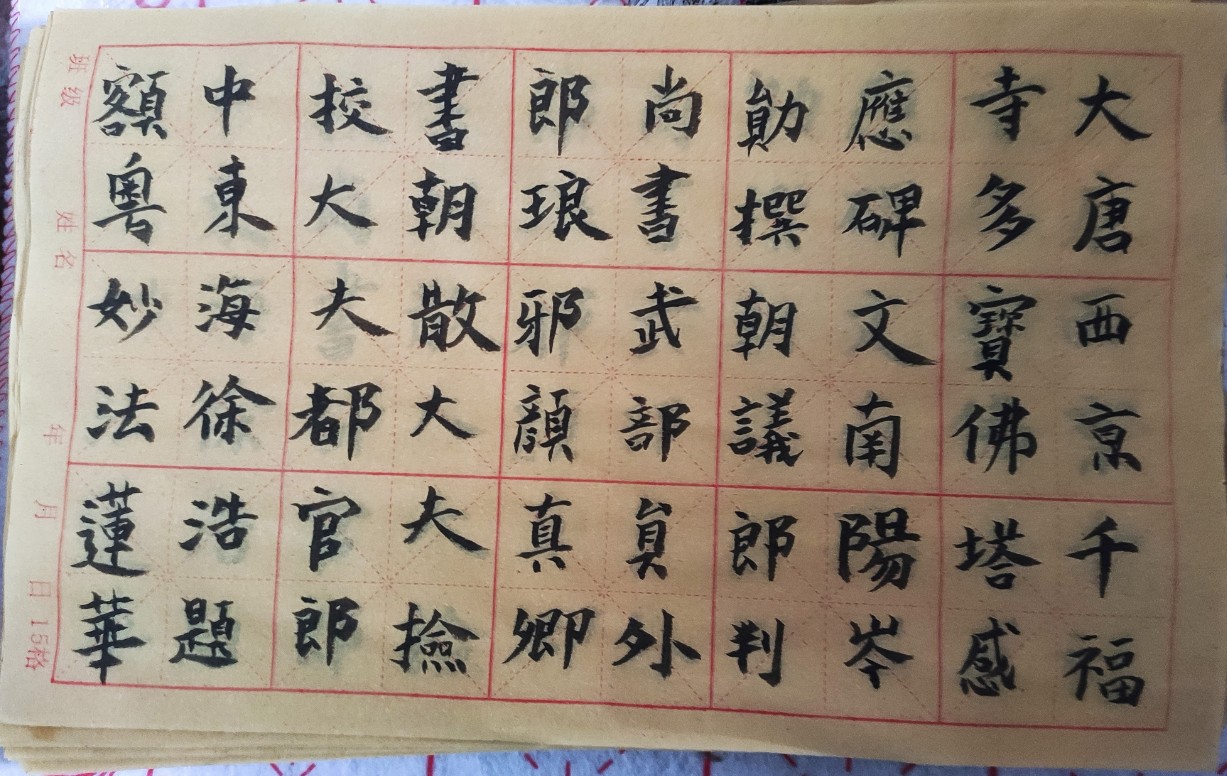 大唐西京千福
寺多寶佛塔感
應碑文南陽岑
勛撰朝議郎判
尚書武部員外
郎琅邪顏真卿
書朝散大夫撿
校大夫都官郎
中東海徐浩題
額粵妙法蓮華
班级 姓名 年 月 日 15格